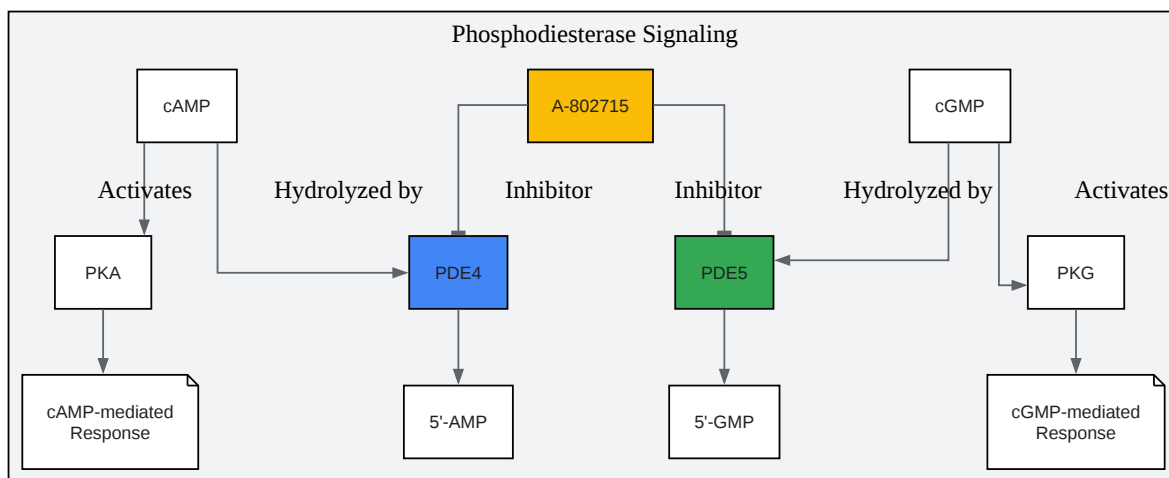 Phosphodiesterase Signaling
cAMP
A-802715
cGMP
Activates
Hydrolyzed by
Inhibitor
Inhibitor
Hydrolyzed by
Activates
PKA
PDE4
PDE5
PKG
cAMP-mediated
Response
5'-AMP
5'-GMP
cGMP-mediated
Response